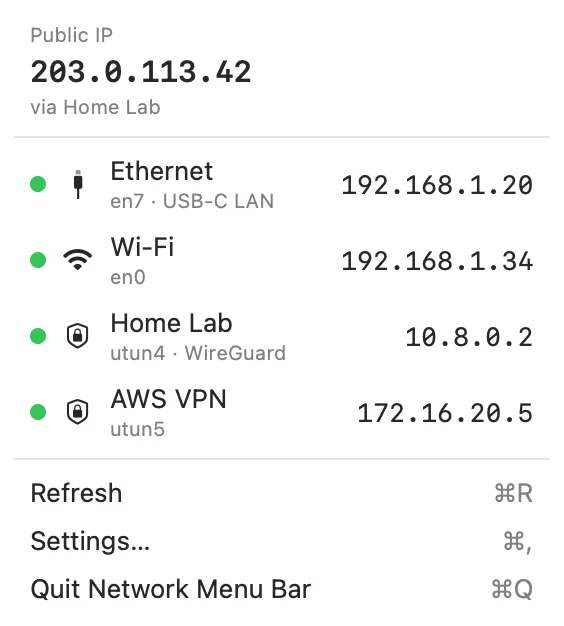 Public IP
203.0.113.42
via Home Lab
Ethernet 192.168.1.20
en7 · USB-C LAN
Wi-Fi 192.168.1.34
en0
Home Lab 10.8.0.2
utun4 · WireGuard
AWS VPN 172.16.20.5
utun5
Refresh ⌘R
Settings... ⌘,
Quit Network Menu Bar ⌘Q